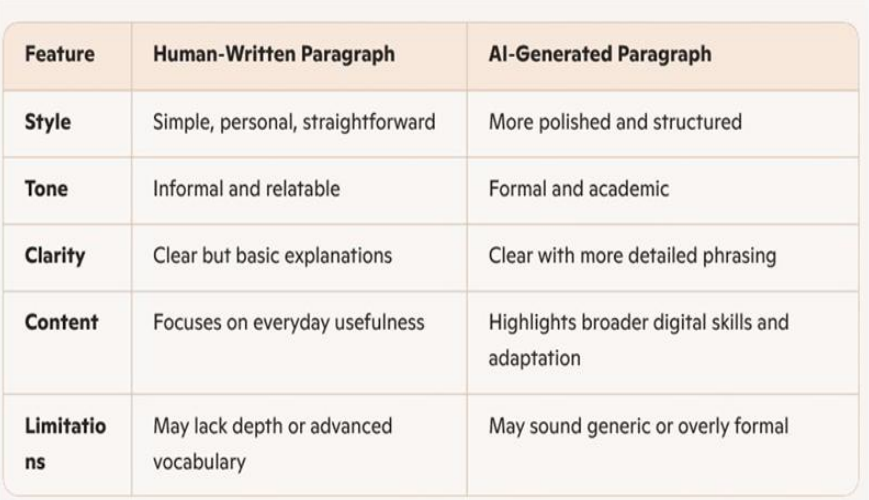 Feature Human-Written Paragraph AI-Generated Paragraph
Style Simple, personal, straightforward More polished and structured
Tone Informal and relatable Formal and academic
Clarity Clear but basic explanations Clear with more detailed phrasing
Content Focuses on everyday usefulness Highlights broader digital skills and
adaptation
Limitatio May lack depth or advanced May sound generic or overly formal
ns vocabulary